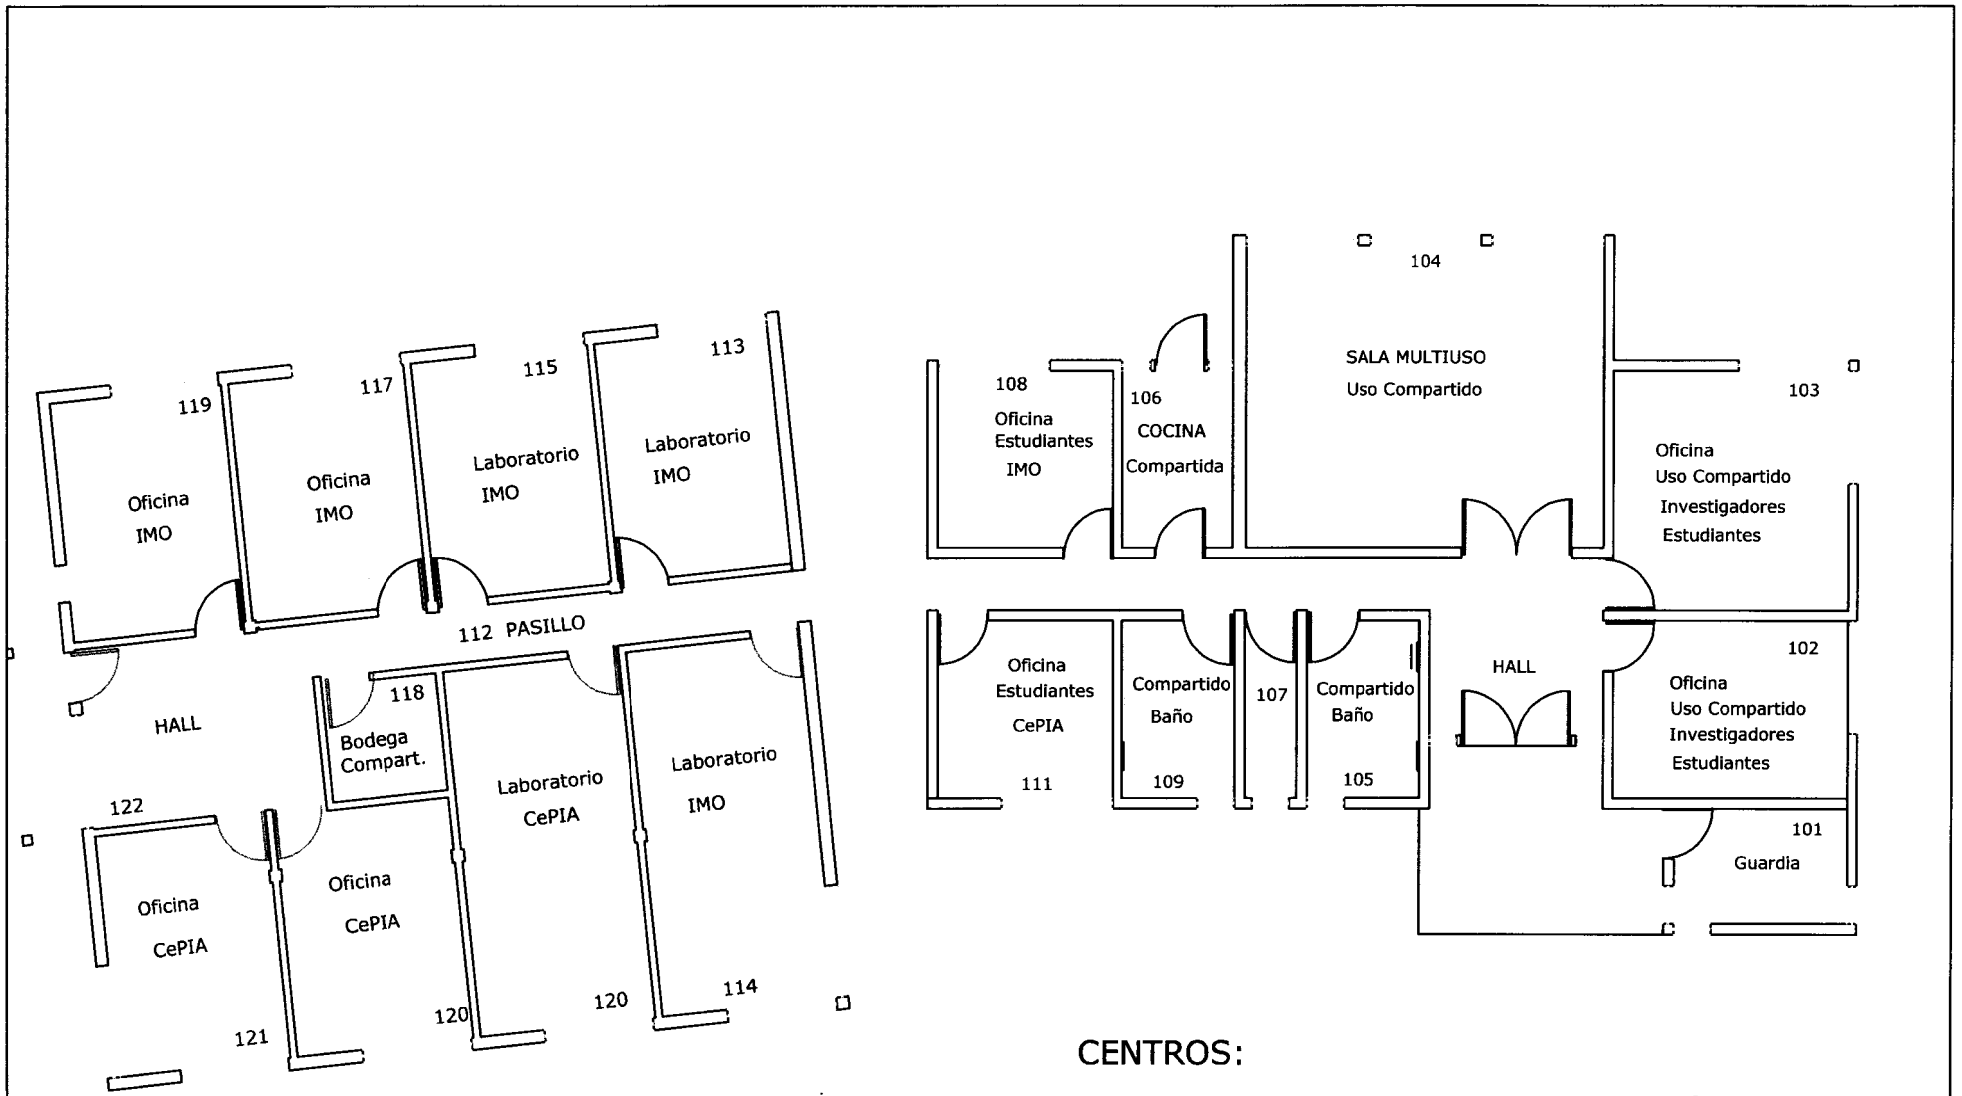 119
Oficina
IMO
117
Oficina
IMO
115
Laboratorio
IMO
113
Laboratorio
IMO
112 PASILLO
HALL
122
118
Bodega
Compart.
Laboratorio
CePIA
120
Laboratorio
IMO
114
Oficina
CePIA
121
Oficina
CePIA
120
108
Oficina
Estudiantes
IMO
106
COCINA
Compartida
104
SALA MULTIUSO
Uso Compartido
103
Oficina
Uso Compartido
Investigadores
Estudiantes
Oficina
Estudiantes
CePIA
111
Compartido
Baño
109
107
Compartido
Baño
105
HALL
102
Oficina
Uso Compartido
Investigadores
Estudiantes
101
Guardia
CENTROS: